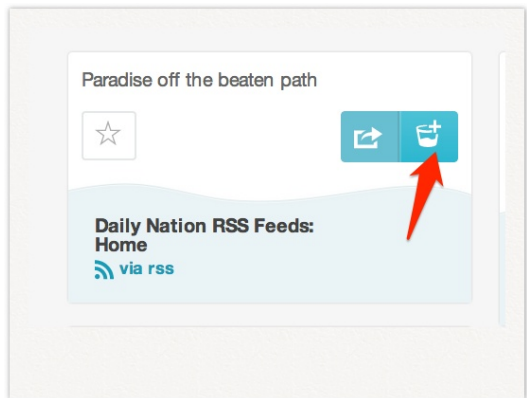 Paradise off the beaten path
Daily Nation RSS Feeds:
Home
via rss